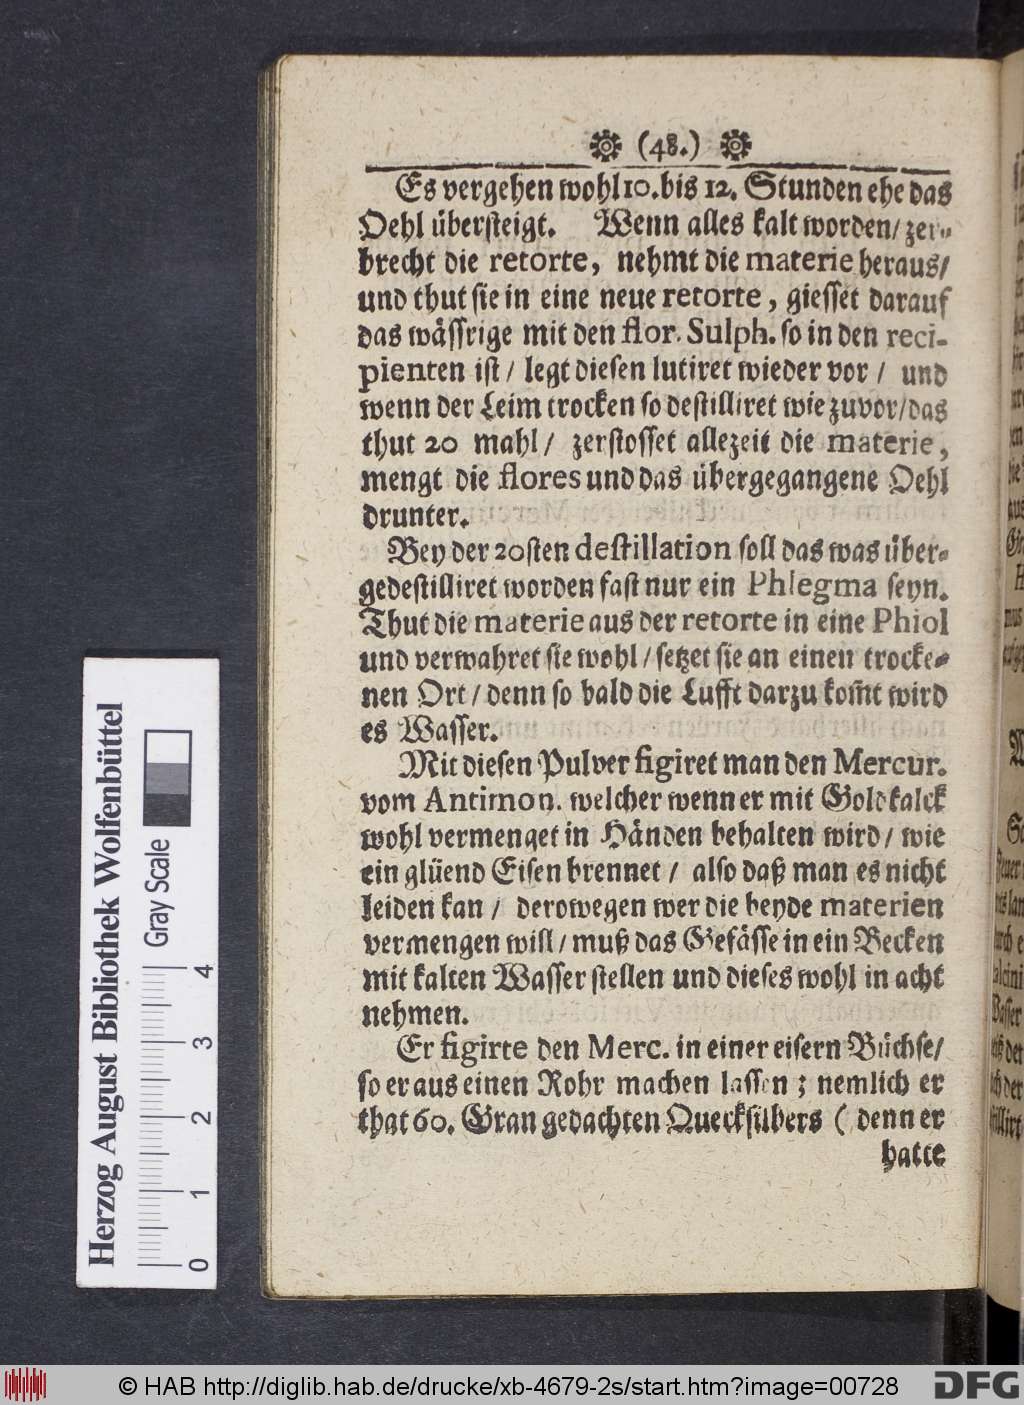 (48.)
Es vergehen wohl 10. bis 12. Stunden ehe das
Oehl übersteigt. Wenn alles kalt worden/ zer-
brecht die retorte, nehmt die materie heraus/
und thut sie in eine neue retorte, giesset darauf
das wässrige mit den flor. Sulph. so in den reci-
pienten ist / legt diesen lutiret wieder vor / und
wenn der Leim trocken so destilliret wie zuvor/das
thut 20 mahl / zerstosset allezeit die materie,
mengt die flores und das übergegangene Oehl
drunter.
Bey der 20sten destillation soll das was über-
gedestilliret worden fast nur ein Phlegma seyn.
Thut die materie aus der retorte in eine Phiol
und verwahret sie wohl / setzet sie an einen trocke-
nen Ort / denn so bald die Lufft darzu kom̃t wird
es Wasser.
Mit diesen Pulver figiret man den Mercur.
vom Antimon. welcher wenn er mit Goldkalck
wohl vermenget in Händen behalten wird / wie
ein glüend Eisen brennet / also daß man es nicht
leiden kan / derowegen wer die beyde materien
vermengen will / muß das Gefässe in ein Becken
mit kalten Wasser stellen und dieses wohl in acht
nehmen.
Er figirte den Merc. in einer eisern Büchse/
so er aus einen Rohr machen lassen ; nemlich er
that 60. Gran gedachten Quecksilbers ( denn er
hatte
Herzog August Bibliothek Wolfenbüttel
Gray Scale
0 1 2 3 4
© HAB http://diglib.hab.de/drucke/xb-4679-2s/start.htm?image=00728
DFG